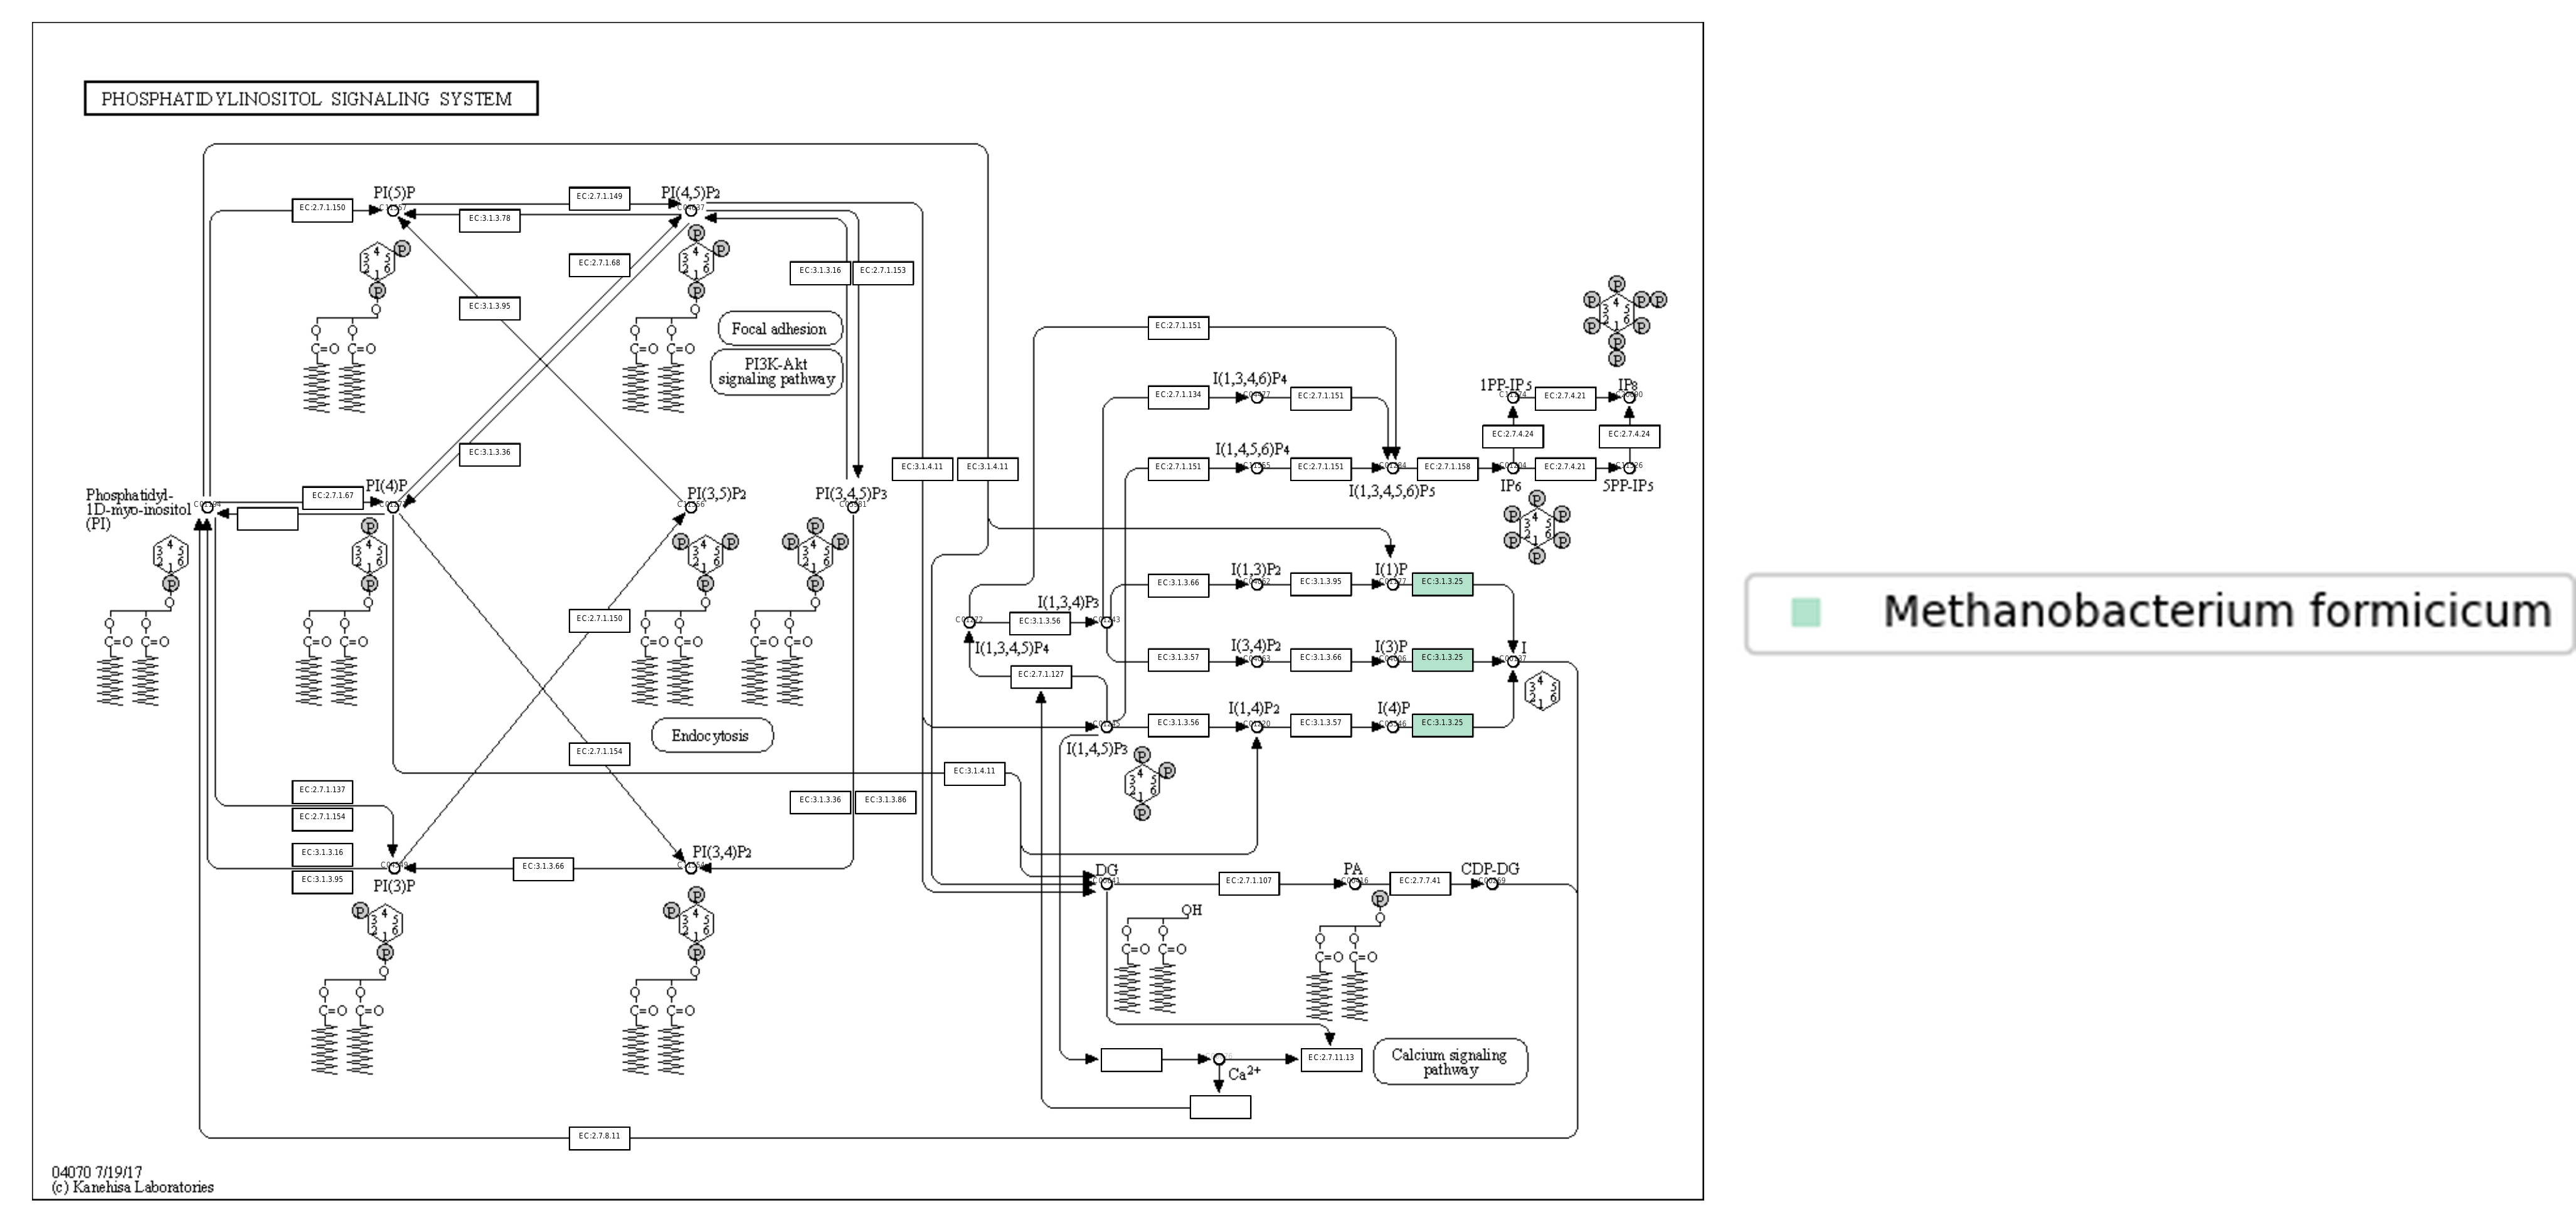 PHOSPHATIDYLINOSITOL SIGNALING SYSTEM
PI(5)P
EC:2.7.1.149
PI(4,5)P2
EC:2.7.1.150
EC:3.1.3.78
EC:2.7.1.68
EC:3.1.3.16
EC:2.7.1.153
EC:3.1.3.95
Focal adhesion
PI3K-Akt
signaling pathway
EC:3.1.3.36
EC:3.1.4.11
EC:3.1.4.11
Phosphatidyl-
1D-myo-inositol
(PI)
EC:2.7.1.67
PI(4)P
PI(3,5)P2
PI(3,4,5)P3
EC:2.7.1.150
Endocytosis
EC:2.7.1.154
EC:3.1.4.11
EC:2.7.1.137
EC:2.7.1.154
EC:3.1.3.36
EC:3.1.3.86
EC:3.1.3.16
EC:3.1.3.95
PI(3)P
EC:3.1.3.66
PI(3,4)P2
EC:2.7.1.151
I(1,3,4,6)P4
EC:2.7.1.134
EC:2.7.1.151
1PP-IP5
EC:2.7.4.21
IP8
EC:2.7.4.24
EC:2.7.4.24
I(1,4,5,6)P4
EC:2.7.1.151
EC:2.7.1.151
I(1,3,4,5,6)P5
EC:2.7.1.158
IP6
EC:2.7.4.21
5PP-IP5
I(1,3,4)P3
EC:3.1.3.56
I(1,3,4,5)P4
EC:2.7.1.127
EC:3.1.3.66
I(1,3)P2
EC:3.1.3.95
I(1)P
EC:3.1.3.25
EC:3.1.3.57
I(3,4)P2
EC:3.1.3.66
I(3)P
EC:3.1.3.25
I
I(1,4,5)P3
EC:3.1.3.56
I(1,4)P2
EC:3.1.3.57
I(4)P
EC:3.1.3.25
DG
EC:2.7.1.107
PA
EC:2.7.7.41
CDP-DG
OH
Ca2+
EC:2.7.11.13
Calcium signaling
pathway
EC:2.7.8.11
04070 7/19/17
(c) Kanehisa Laboratories
Methanobacterium formicicum